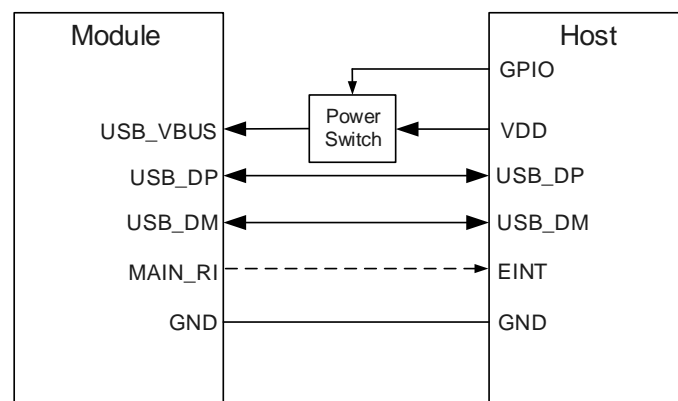 Module
Host
GPIO
Power
Switch
USB_VBUS
VDD
USB_DP
USB_DP
USB_DM
USB_DM
MAIN_RI
EINT
GND
GND